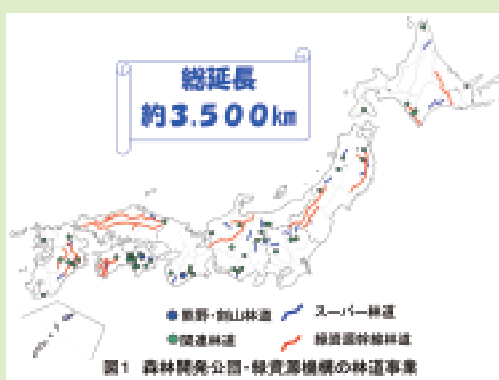 総延長
約3.500km
熊野・剣山林道
スーパー林道
関連林道
緑資源幹線林道
図1 森林開発公団・緑資源機構の林道事業